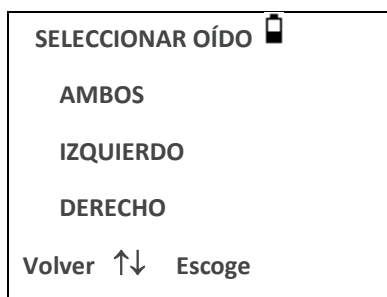 SELECCIONAR OÍDO
AMBOS
IZQUIERDO
DERECHO
Volver ↑↓ Escoge